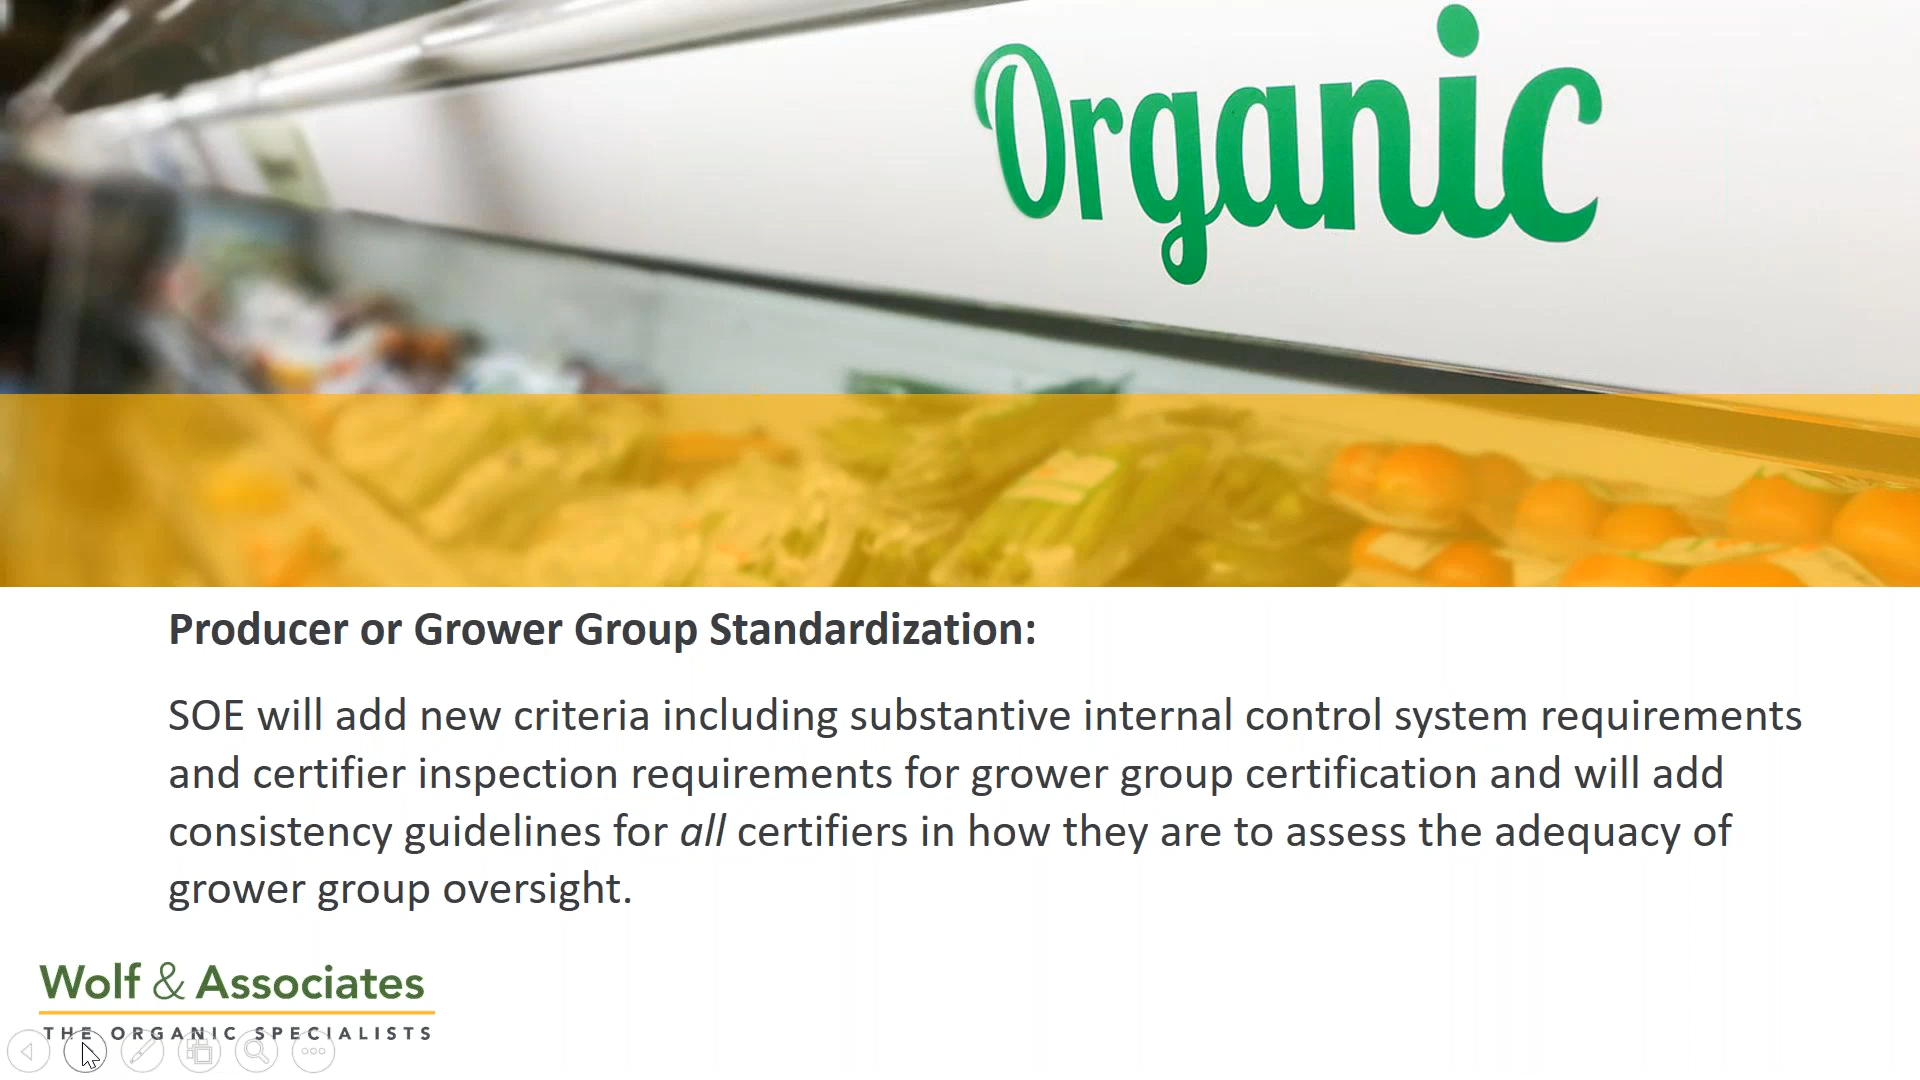 Organic
Producer or Grower Group Standardization:
SOE will add new criteria including substantive internal control system requirements
and certifier inspection requirements for grower group certification and will add
consistency guidelines for all certifiers in how they are to assess the adequacy of
grower group oversight.
Wolf & Associates
THE ORGANIC SPECIALISTS